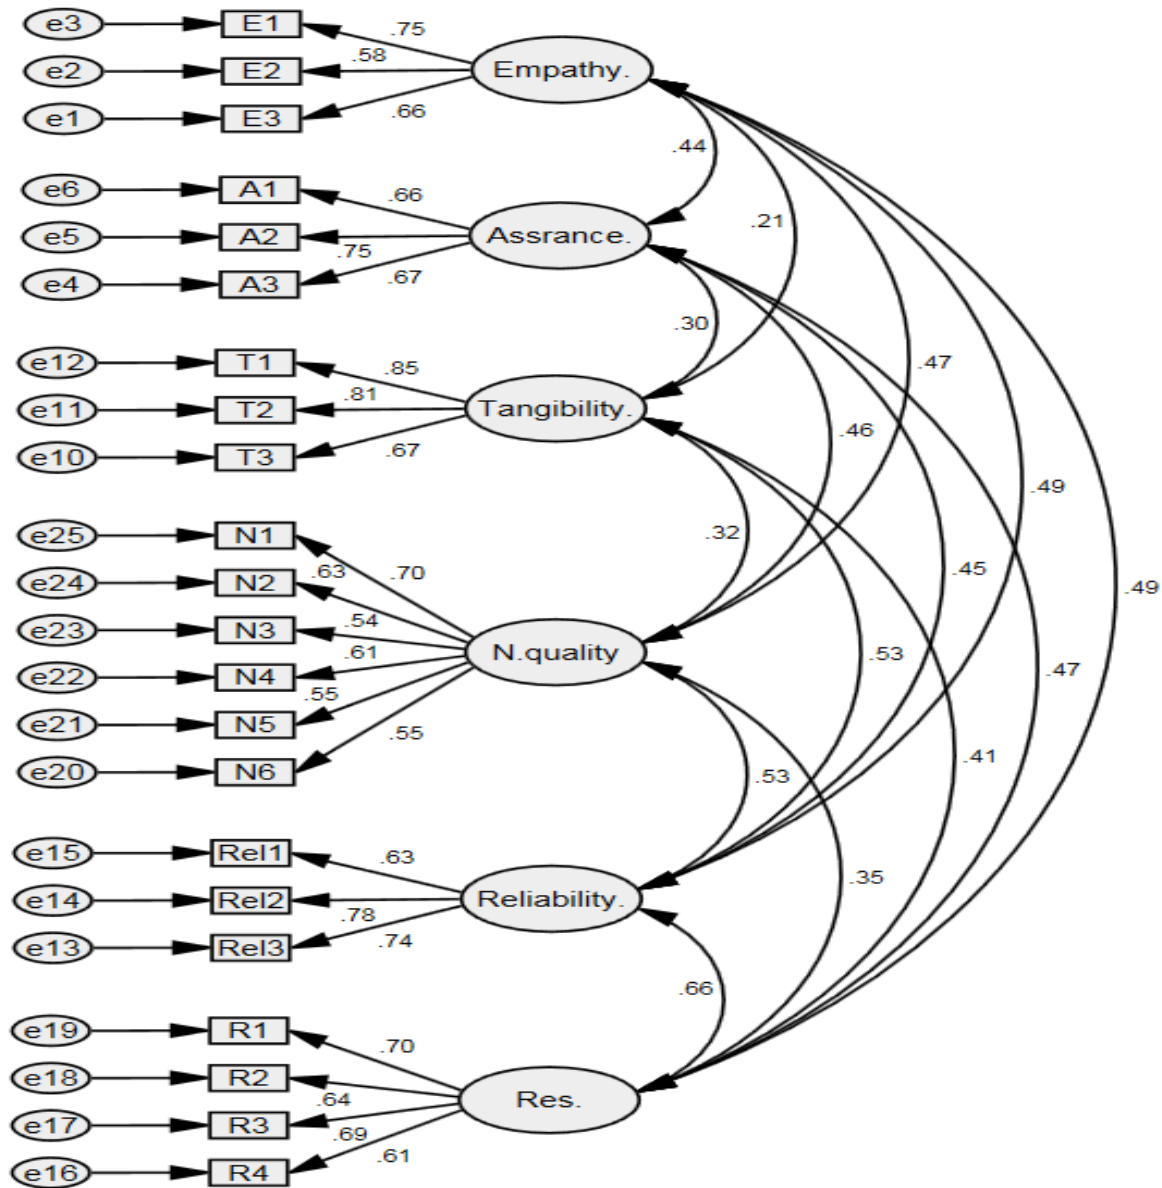 e3 E1 .75
e2 E2 .58 Empathy.
e1 E3 .66
.44
e6 A1 .66
.21
e5 A2 .75 Assrance.
e4 A3 .67
.30
e12 T1 .85
.47
e11 T2 .81 Tangibility.
.46
e10 T3 .67
.49
e25 N1 .70
.32
e24 N2 .63
.45
.49
e23 N3 .54
N.quality
.53
e22 N4 .61
.47
e21 N5 .55
e20 N6 .55
.41
.53
e15 Rel1 .63
.35
e14 Rel2 .78 Reliability.
e13 Rel3 .74
.66
e19 R1 .70
e18 R2 .64 Res.
e17 R3 .69
e16 R4 .61